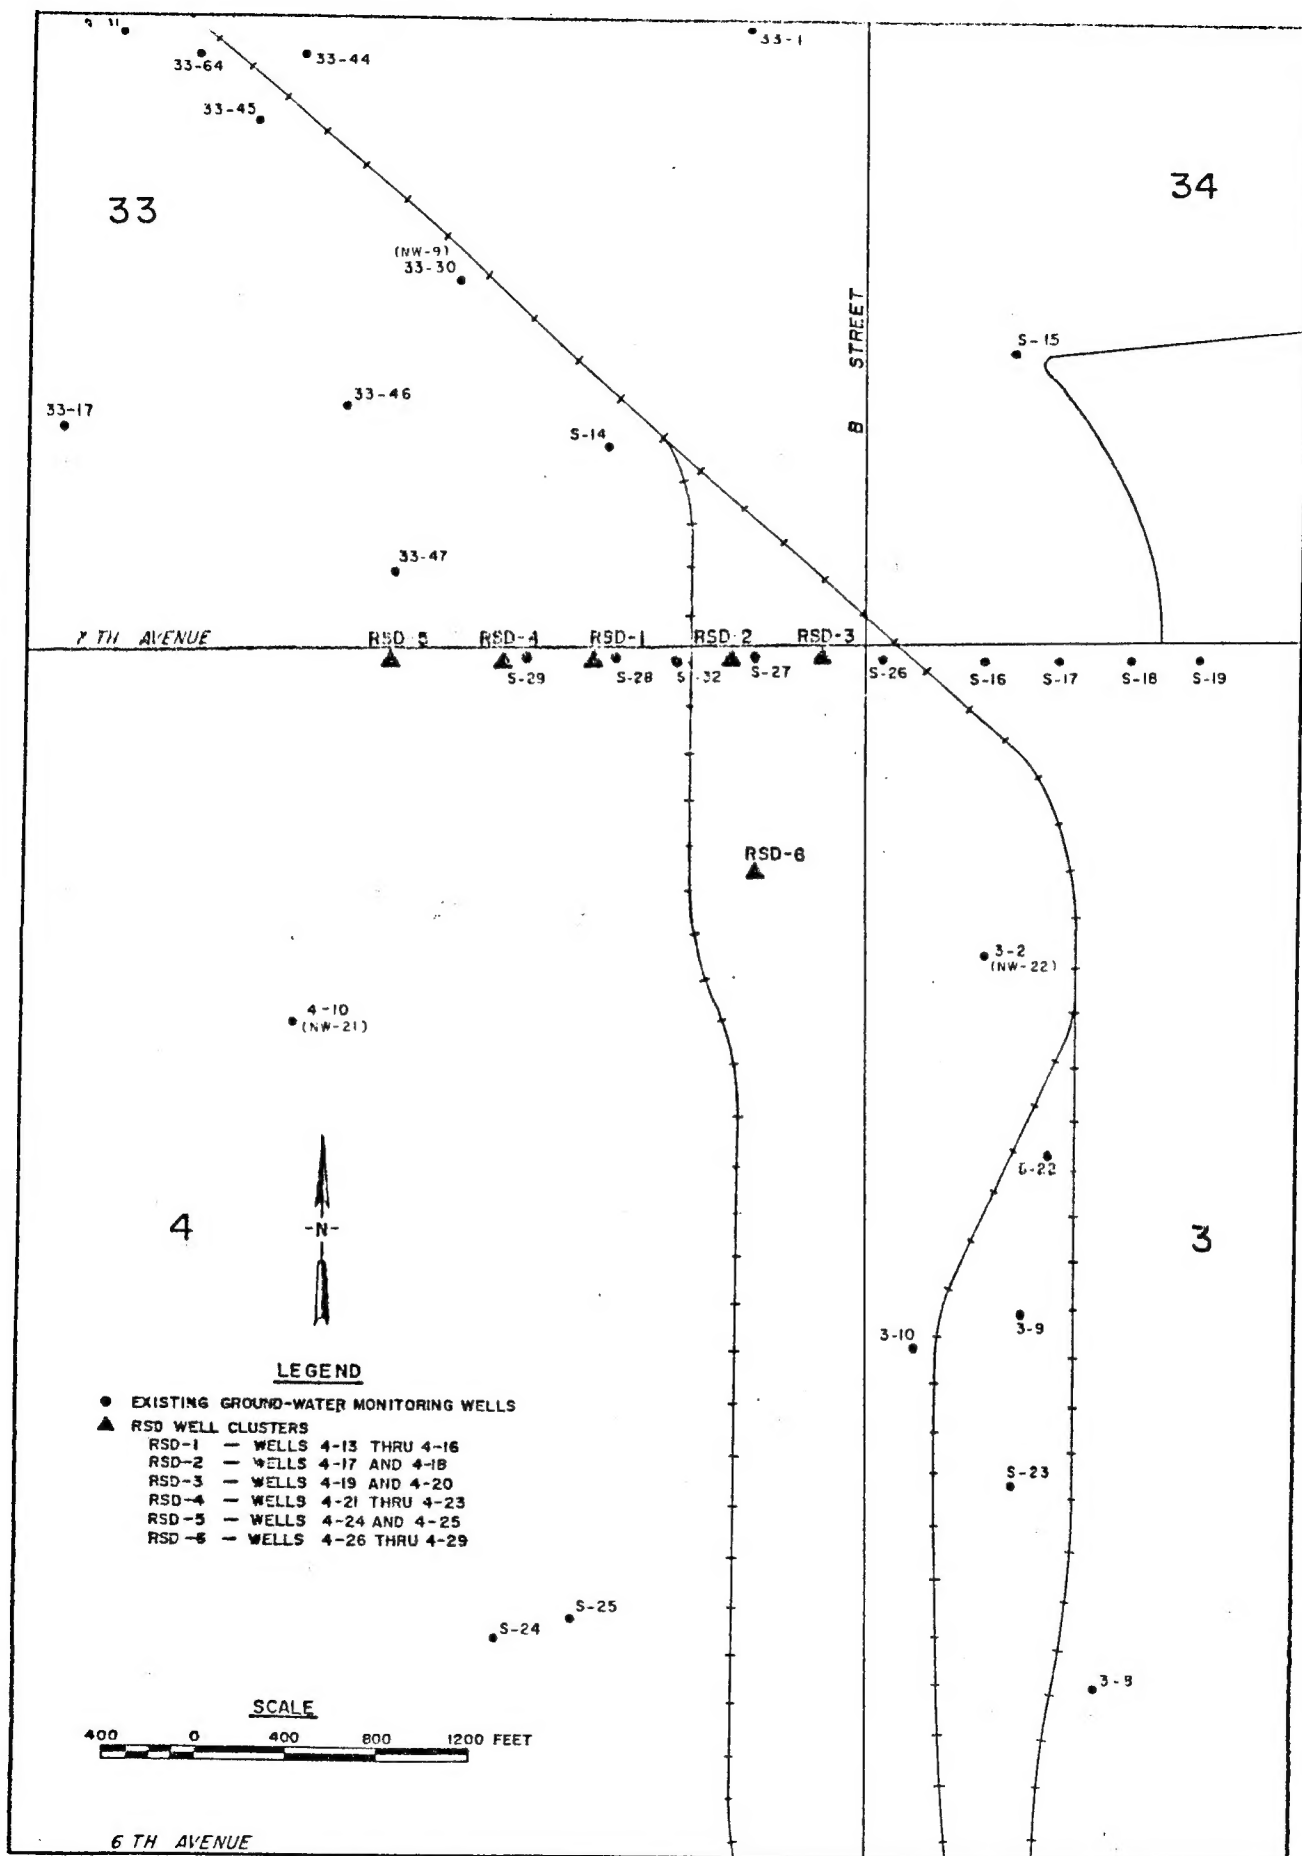 33-1
33-64
33-44
33-45
33
34
(NW-9)
33-30
B STREET
S-15
33-46
33-17
S-14
33-47
7 TH AVENUE
RSD-5
RSD-4
RSD-1
RSD-2
RSD-3
S-29
S-28
S-32
S-27
S-26
S-16
S-17
S-18
S-19
RSD-6
3-2
(NW-22)
4-10
(NW-21)
4
-N-
3
3-9
3-10
LEGEND
EXISTING GROUND-WATER MONITORING WELLS
RSD WELL CLUSTERS
RSD-1 — WELLS 4-13 THRU 4-16
RSD-2 — WELLS 4-17 AND 4-18
RSD-3 — WELLS 4-19 AND 4-20
RSD-4 — WELLS 4-21 THRU 4-23
RSD-5 — WELLS 4-24 AND 4-25
RSD-6 — WELLS 4-26 THRU 4-29
S-23
S-25
S-24
3-8
SCALE
400 0 400 800 1200 FEET
6 TH AVENUE